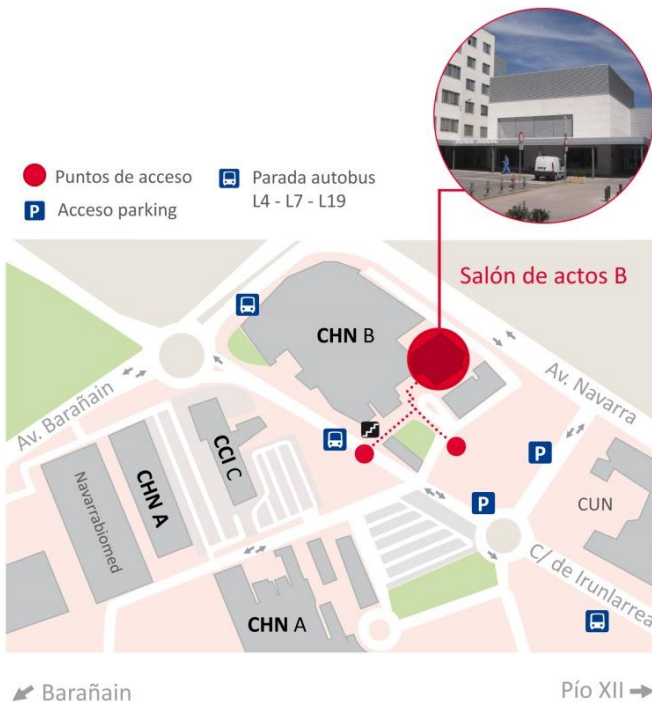 Puntos de acceso
P Acceso parking
Parada autobus
L4 - L7 - L19
Salón de actos B
CHN B
Av. Navarra
Av. Barañain
CCI C
CHN A
Navarrabiomed
P
P
CUN
C/ de Irunlarrea
CHN A
Barañain
Pío XII